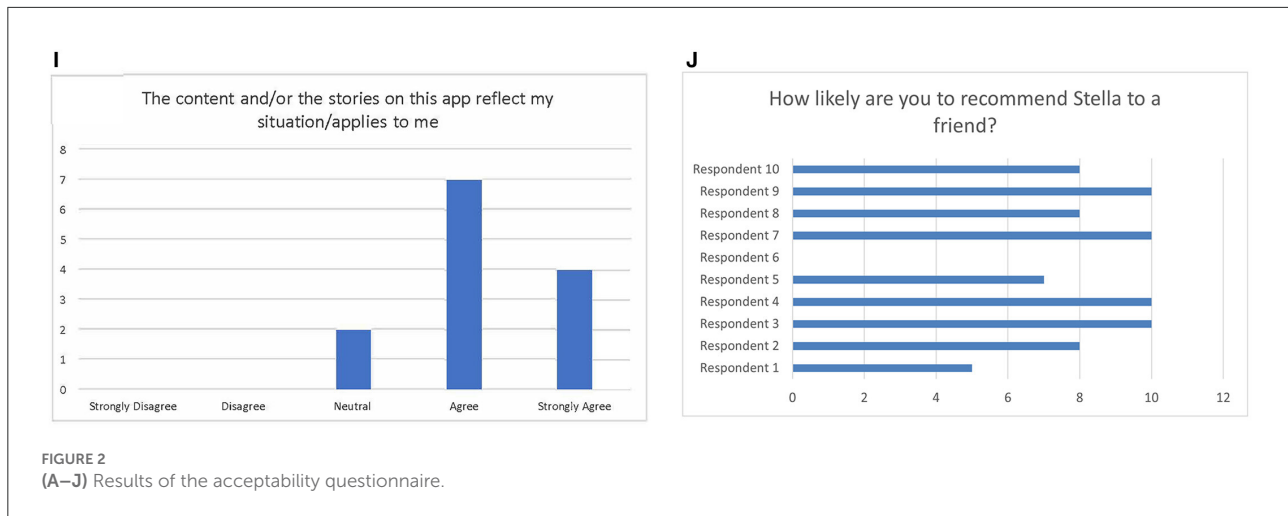 I
The content and/or the stories on this app reflect my
situation/applies to me
8
7
6
5
4
3
2
1
0
Strongly Disagree Disagree Neutral Agree Strongly Agree
J
How likely are you to recommend Stella to a
friend?
Respondent 10
Respondent 9
Respondent 8
Respondent 7
Respondent 6
Respondent 5
Respondent 4
Respondent 3
Respondent 2
Respondent 1
0 2 4 6 8 10 12
FIGURE 2
(A–J) Results of the acceptability questionnaire.